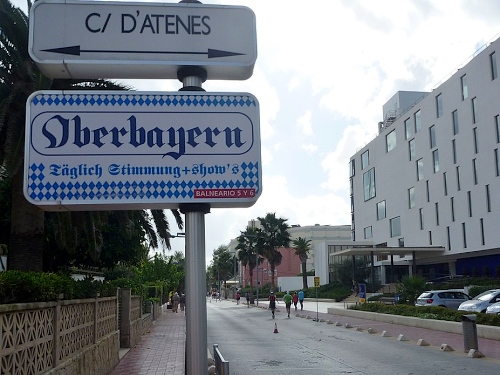 C/ D'ATENES
Oberbayern
Täglich Stimmung+show's
BALNEARIO 5 Y 6